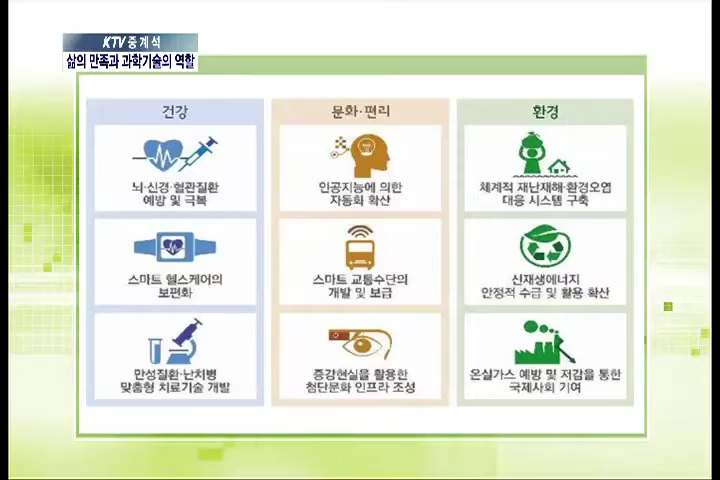 KTV중계석
삶의 만족과 과학기술의 역할
건강
뇌·신경·혈관질환
예방 및 극복
스마트 헬스케어의
보편화
만성질환·난치병
맞춤형 치료기술 개발
문화·편리
인공지능에 의한
자동화 확산
스마트 교통수단의
개발 및 보급
증강현실을 활용한
첨단문화 인프라 조성
환경
체계적 재난재해·환경오염
대응 시스템 구축
신재생에너지
안정적 수급 및 활용 확산
온실가스 예방 및 저감을 통한
국제사회 기여